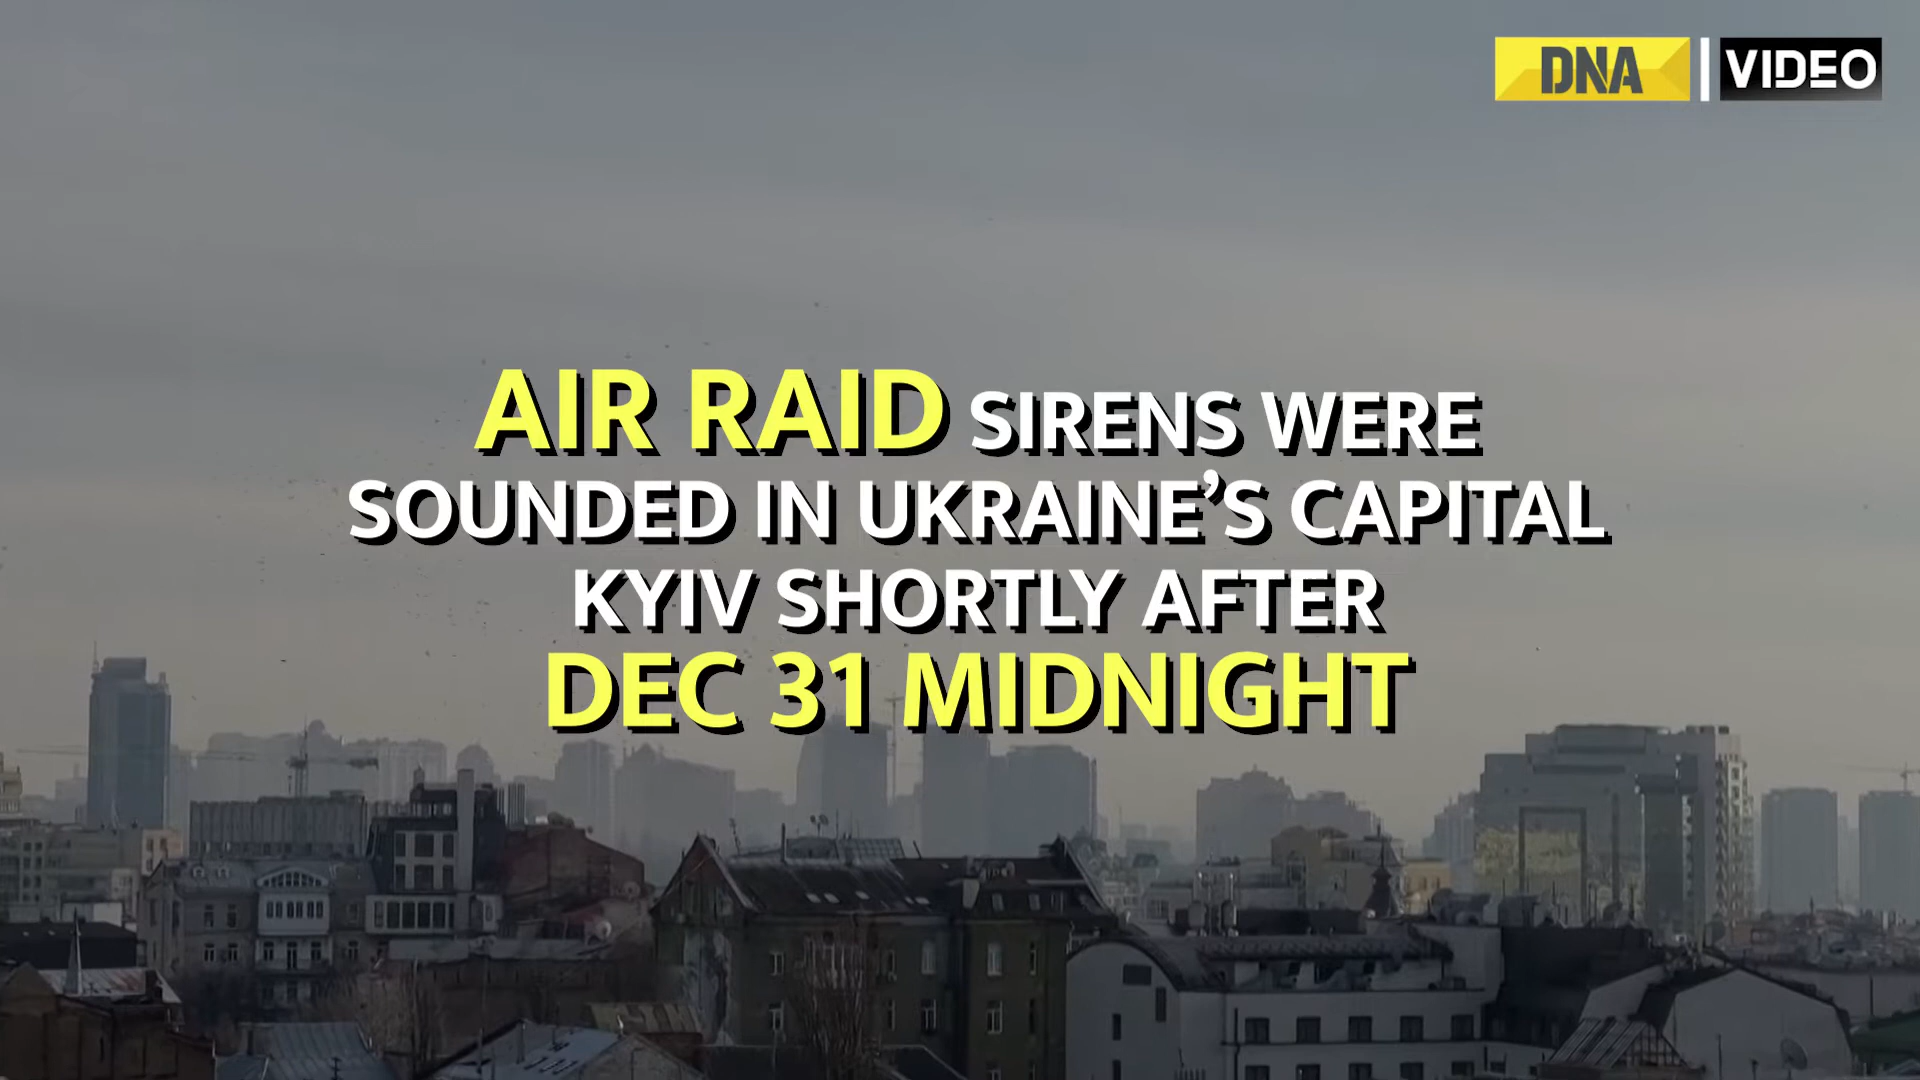 DNA | VIDEO
AIR RAID SIRENS WERE
SOUNDED IN UKRAINE’S CAPITAL
KYIV SHORTLY AFTER
DEC 31 MIDNIGHT